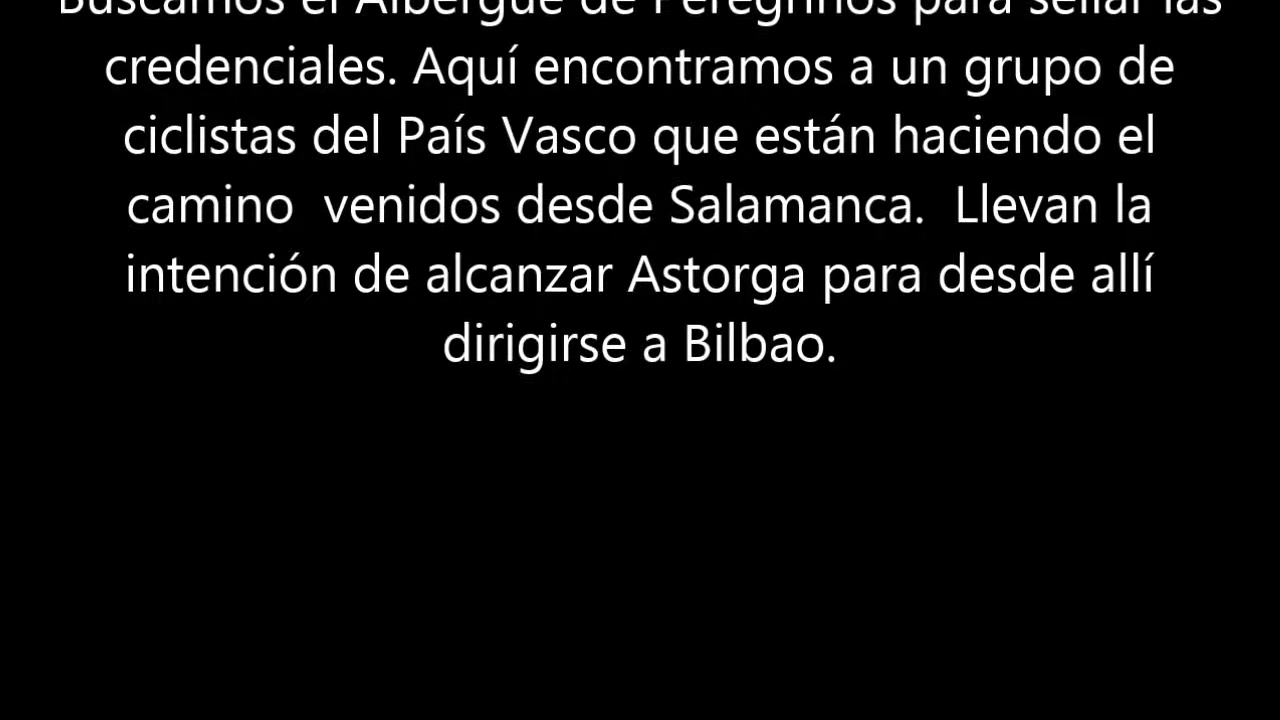 Buscamos el Albergue de Peregrinos para sellar las
credenciales. Aquí encontramos a un grupo de
ciclistas del País Vasco que están haciendo el
camino  venidos desde Salamanca.  Llevan la
intención de alcanzar Astorga para desde allí
dirigirse a Bilbao.